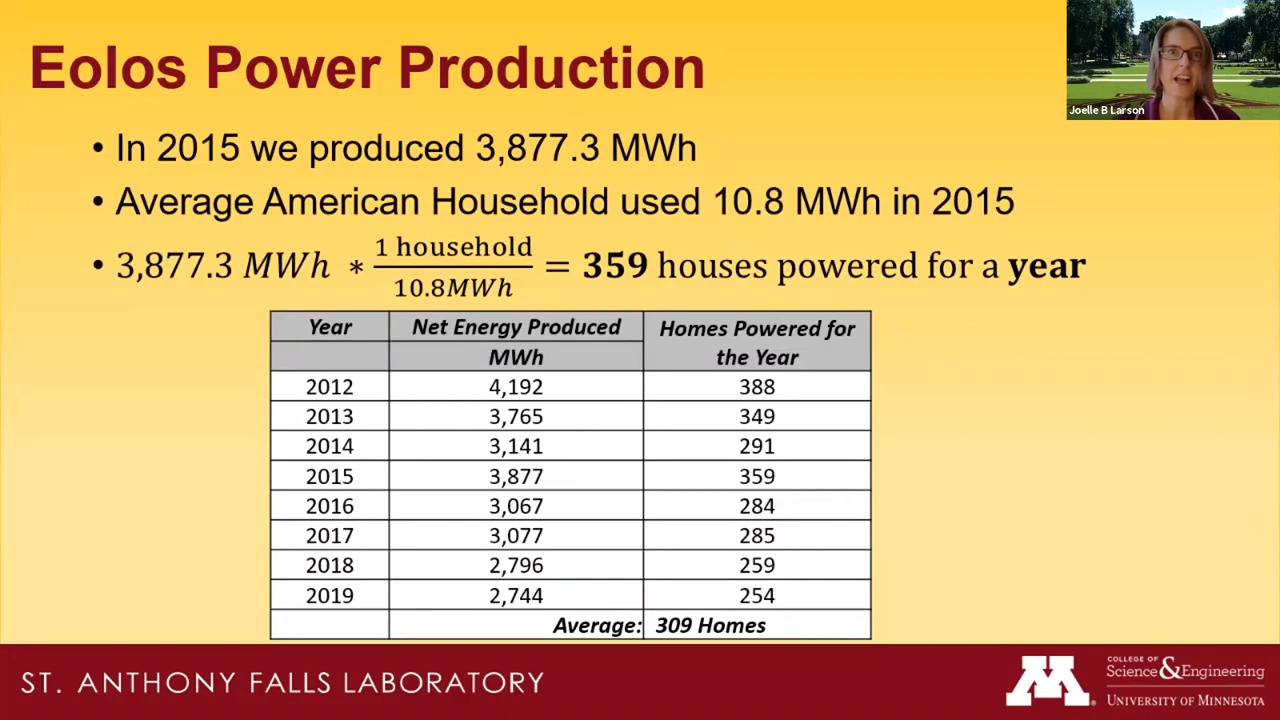 Eolos Power Production
Joelle B Larson
• In 2015 we produced 3,877.3 MWh
• Average American Household used 10.8 MWh in 2015
• 3,877.3 MWh * 1 household / 10.8MWh = 359 houses powered for a year
Year Net Energy Produced Homes Powered for
MWh the Year
2012 4,192 388
2013 3,765 349
2014 3,141 291
2015 3,877 359
2016 3,067 284
2017 3,077 285
2018 2,796 259
2019 2,744 254
Average: 309 Homes
ST. ANTHONY FALLS LABORATORY
M
COLLEGE OF
Science & Engineering
UNIVERSITY OF MINNESOTA